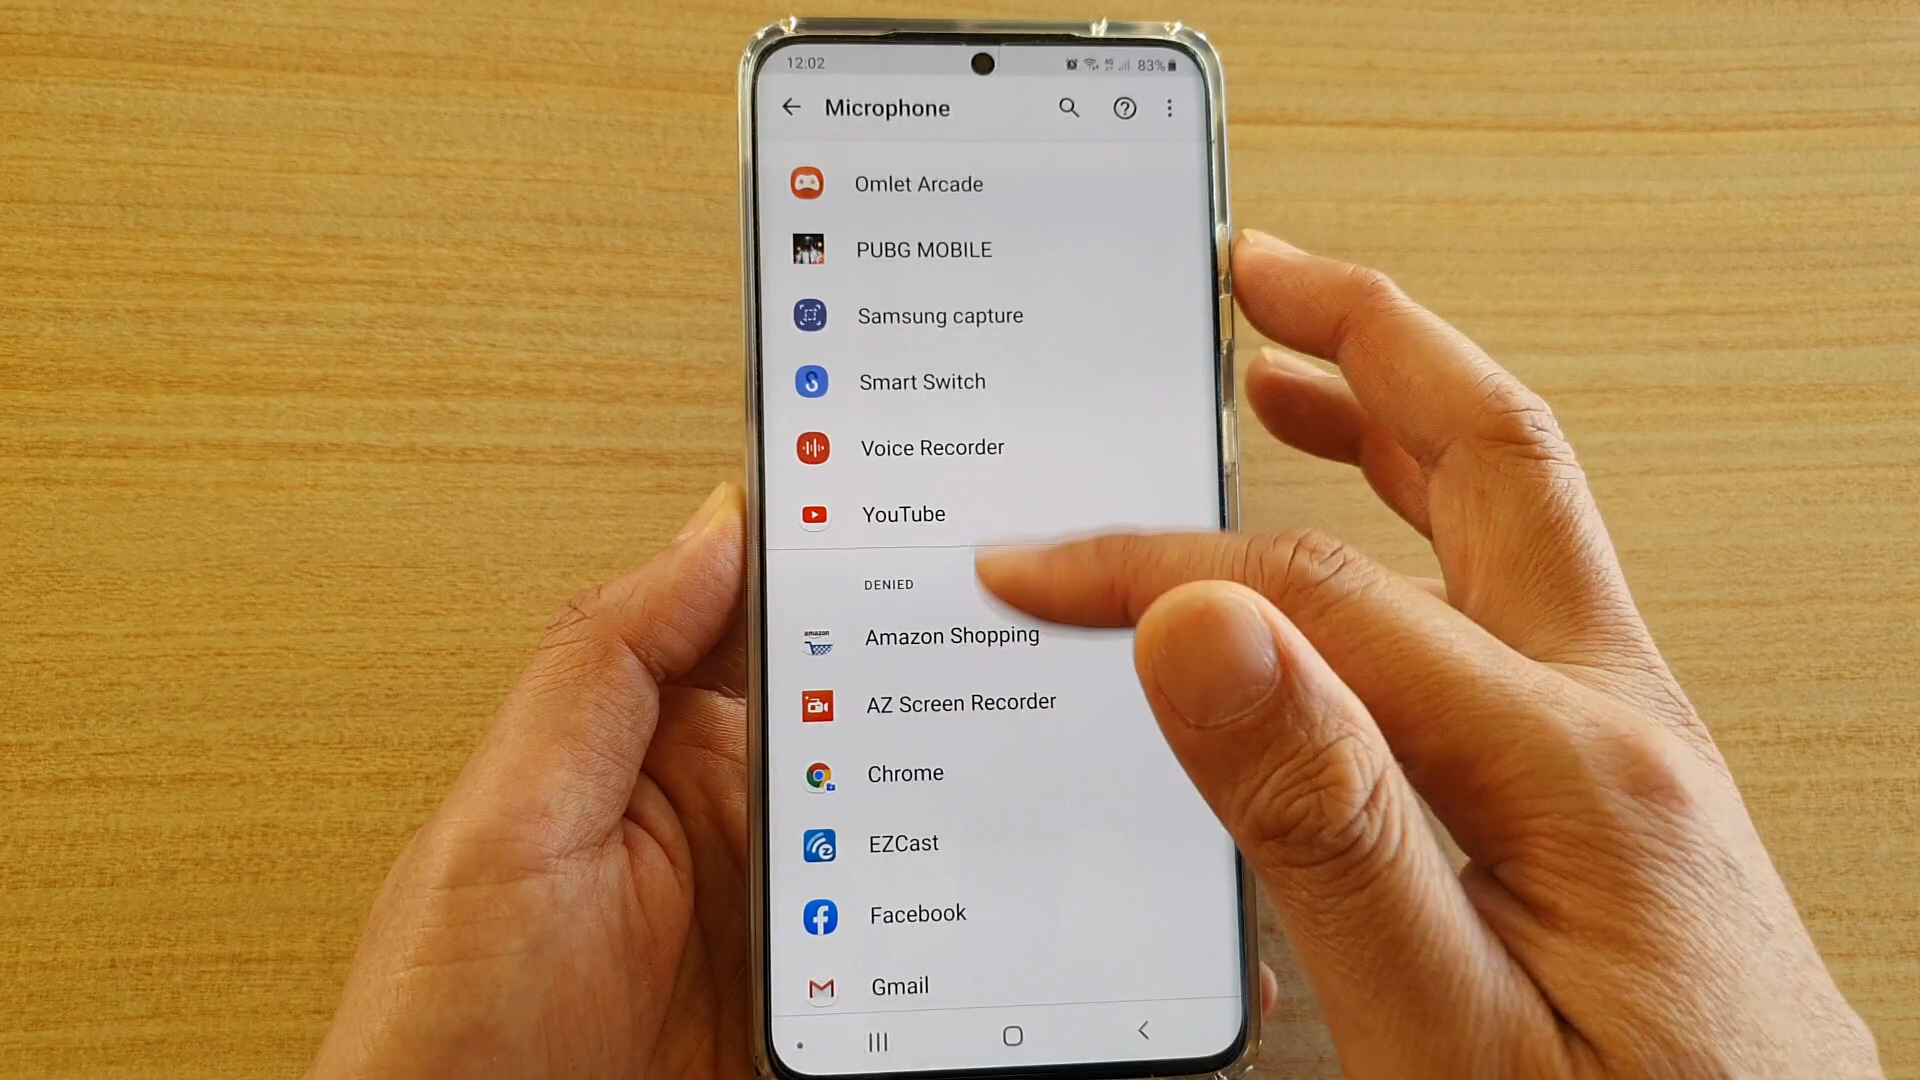 12:02 83%
Microphone
Omlet Arcade
PUBG MOBILE
Samsung capture
Smart Switch
Voice Recorder
YouTube
DENIED
amazon
Amazon Shopping
AZ Screen Recorder
Chrome
EZCast
Facebook
Gmail